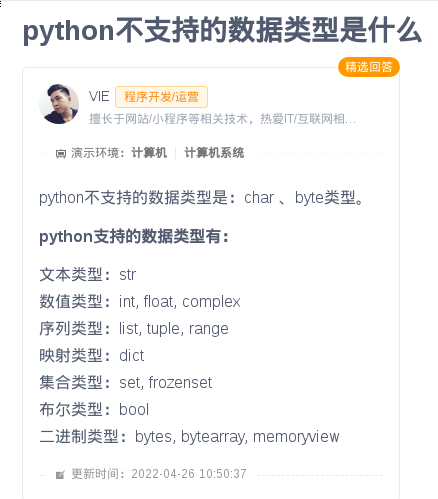 python不支持的数据类型是什么
精选回答
VIE 程序开发/运营
擅长于网站/小程序等相关技术，热爱IT/互联网相...
演示环境：计算机 计算机系统
python不支持的数据类型是：char 、byte类型。
python支持的数据类型有：
文本类型：str
数值类型：int, float, complex
序列类型：list, tuple, range
映射类型：dict
集合类型：set, frozenset
布尔类型：bool
二进制类型：bytes, bytearray, memoryview
更新时间：2022-04-26 10:50:37